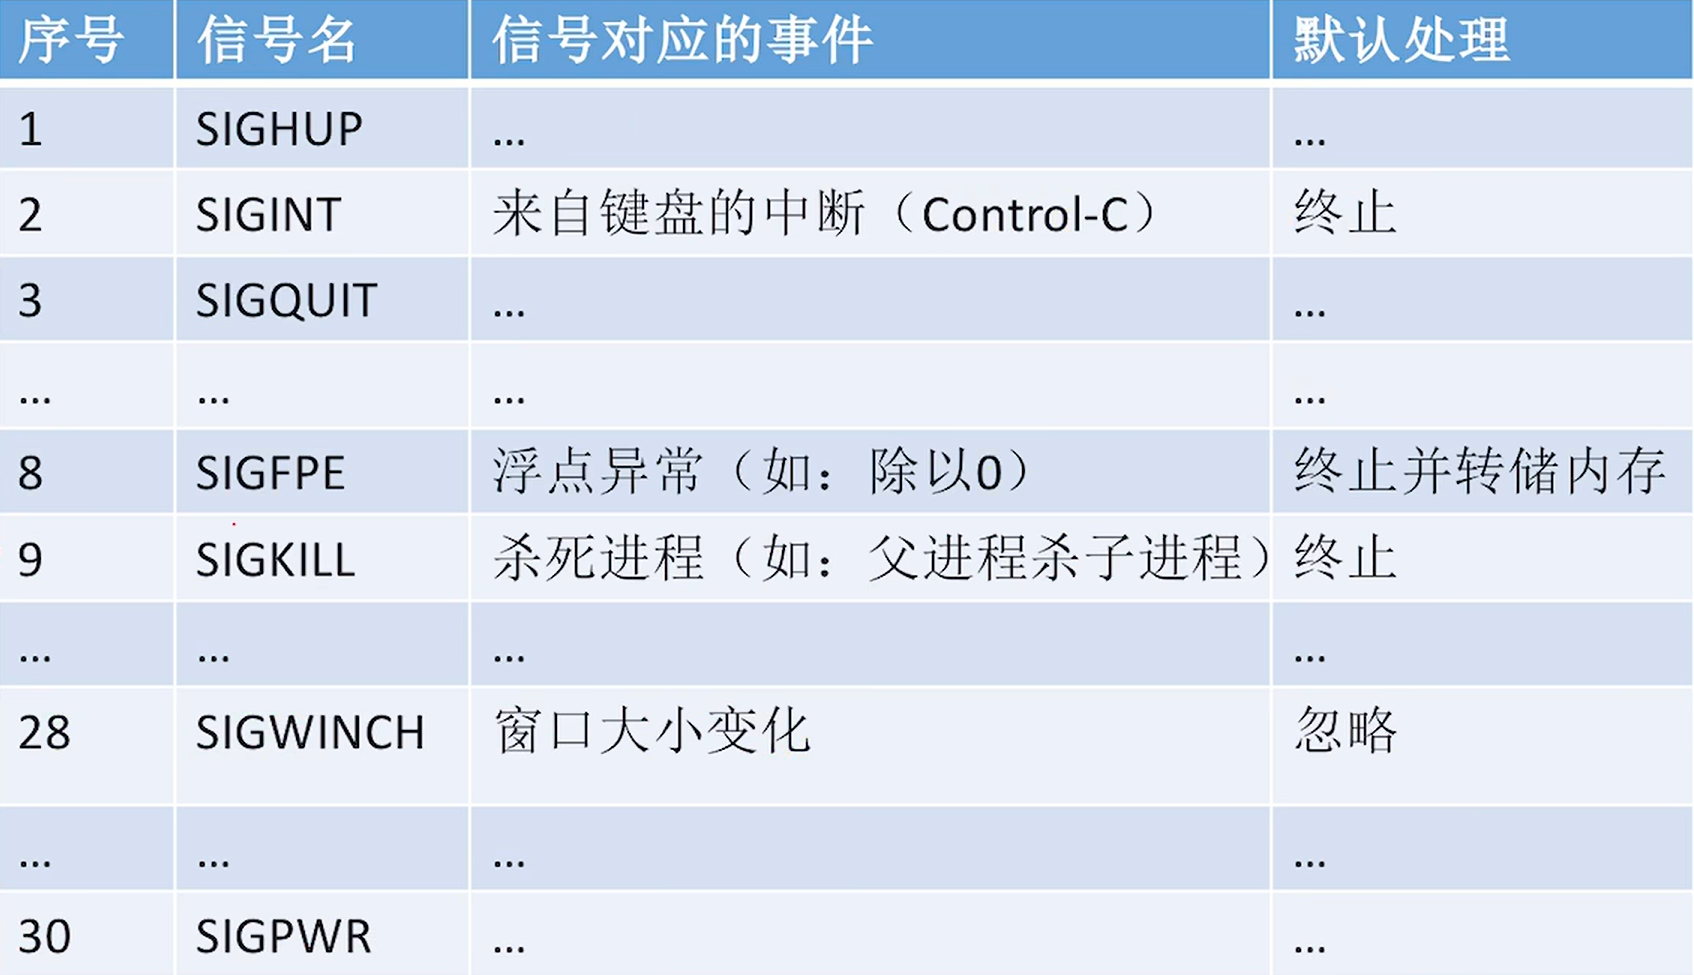 序号 信号名 信号对应的事件 默认处理
1 SIGHUP ... ...
2 SIGINT 来自键盘的中断（Control-C） 终止
3 SIGQUIT ... ...
... ... ... ...
8 SIGFPE 浮点异常（如：除以0） 终止并转储内存
9 SIGKILL 杀死进程（如：父进程杀子进程） 终止
... ... ... ...
28 SIGWINCH 窗口大小变化 忽略
... ... ... ...
30 SIGPWR ... ...